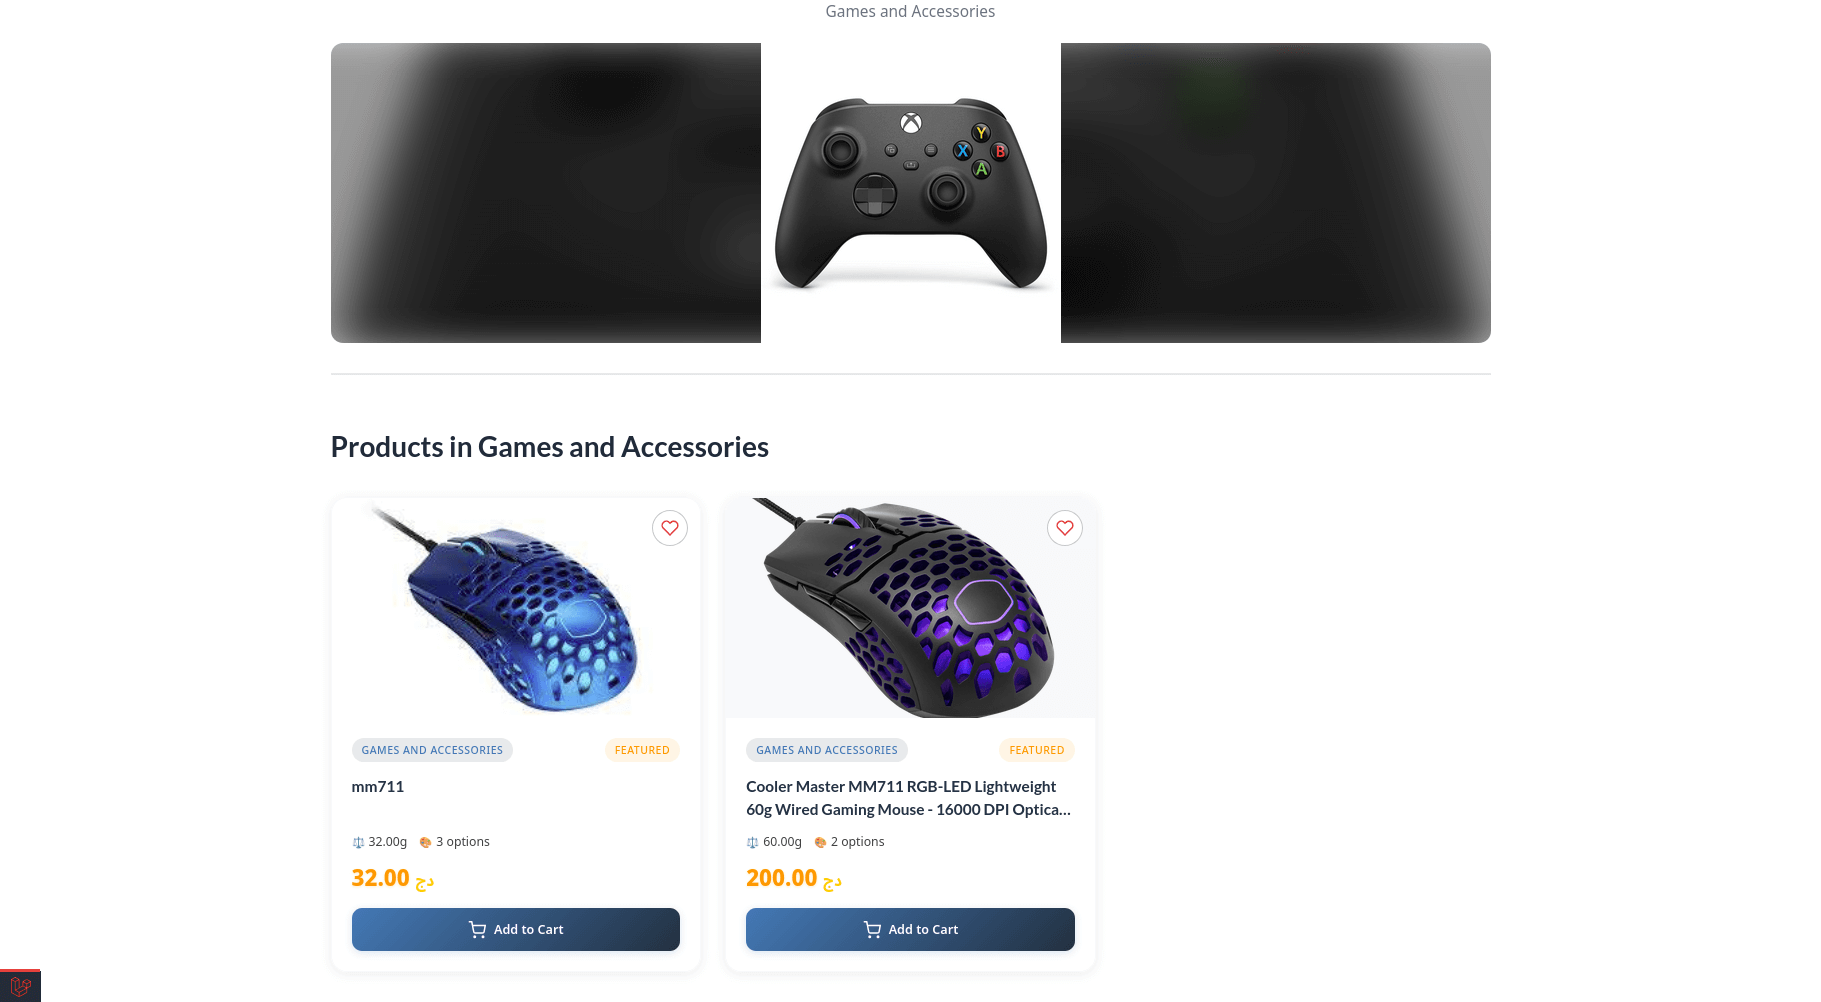 Games and Accessories
Y
X B
A
Products in Games and Accessories
GAMES AND ACCESSORIES FEATURED
mm711
32.00g 3 options
32.00 دج
Add to Cart
GAMES AND ACCESSORIES FEATURED
Cooler Master MM711 RGB-LED Lightweight
60g Wired Gaming Mouse - 16000 DPI Optica...
60.00g 2 options
200.00 دج
Add to Cart